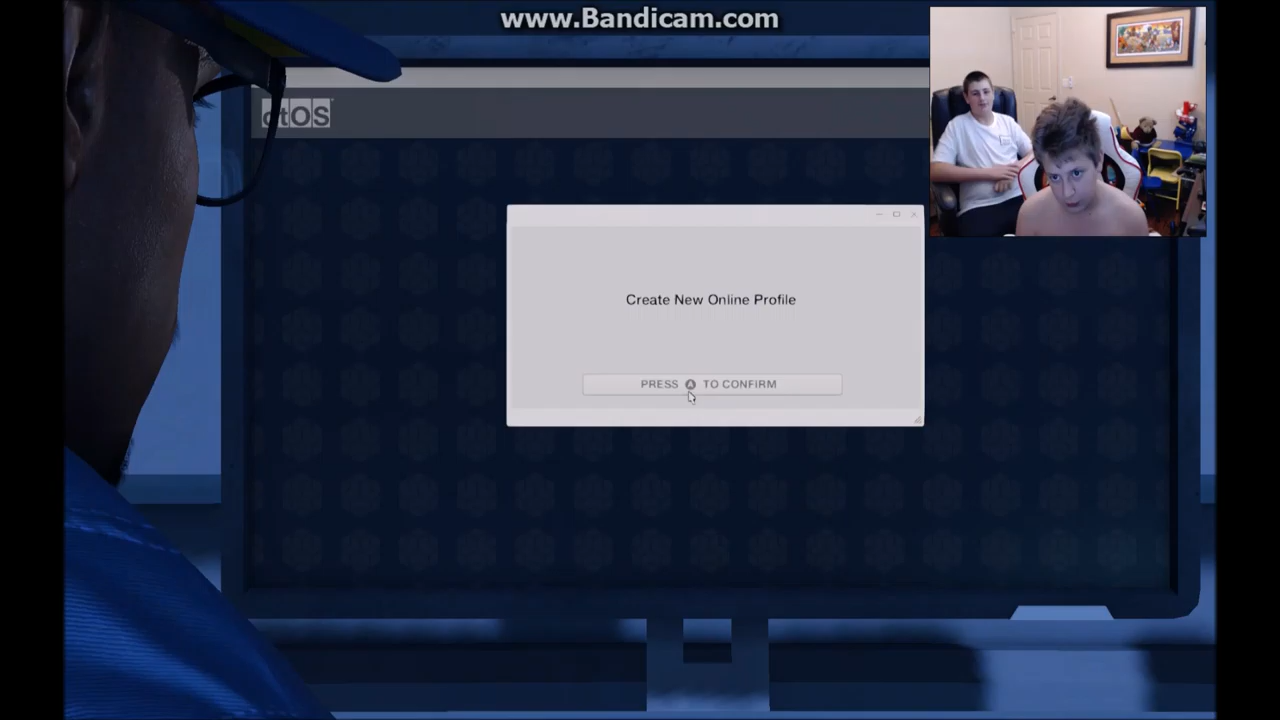 www.Bandicam.com
ctOS
Create New Online Profile
PRESS A TO CONFIRM